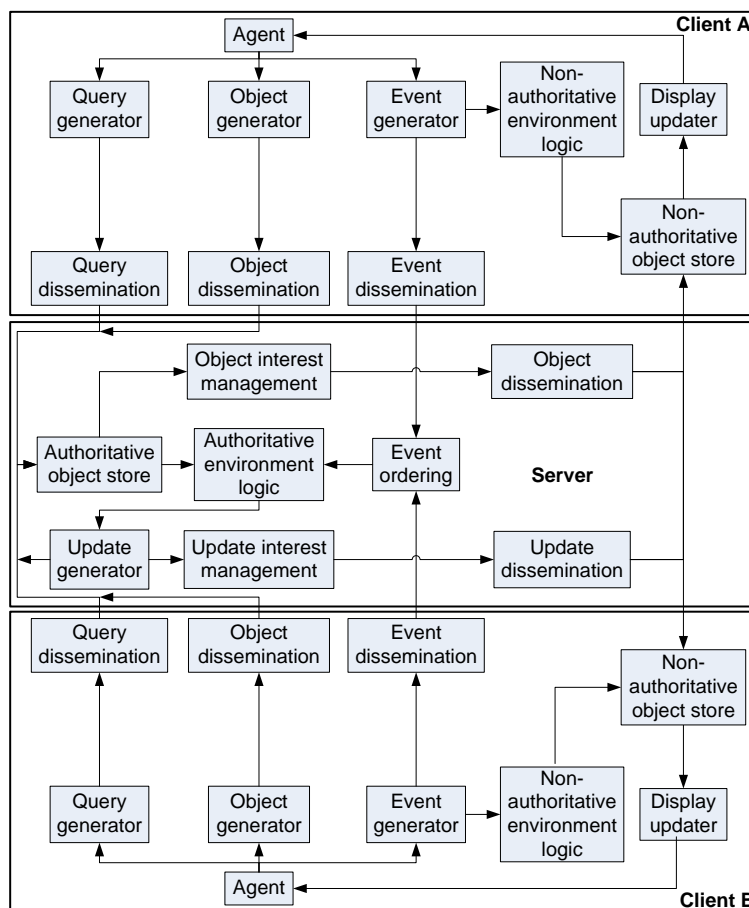 Client A
Agent
Query
generator
Object
generator
Event
generator
Non-
authoritative
environment
logic
Display
updater
Non-
authoritative
object store
Query
dissemination
Object
dissemination
Event
dissemination
Object interest
management
Object
dissemination
Authoritative
object store
Authoritative
environment
logic
Event
ordering
Server
Update
generator
Update interest
management
Update
dissemination
Query
dissemination
Object
dissemination
Event
dissemination
Non-
authoritative
object store
Query
generator
Object
generator
Event
generator
Non-
authoritative
environment
logic
Display
updater
Agent
Client B